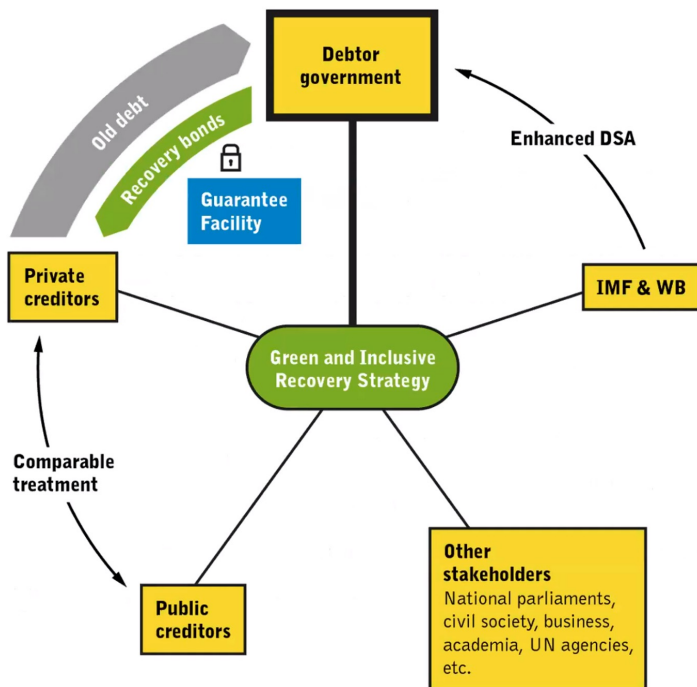 Debtor
government
Old debt
Recovery bonds
Guarantee
Facility
Enhanced DSA
Private
creditors
IMF & WB
Green and Inclusive
Recovery Strategy
Comparable
treatment
Public
creditors
Other
stakeholders
National parliaments,
civil society, business,
academia, UN agencies,
etc.